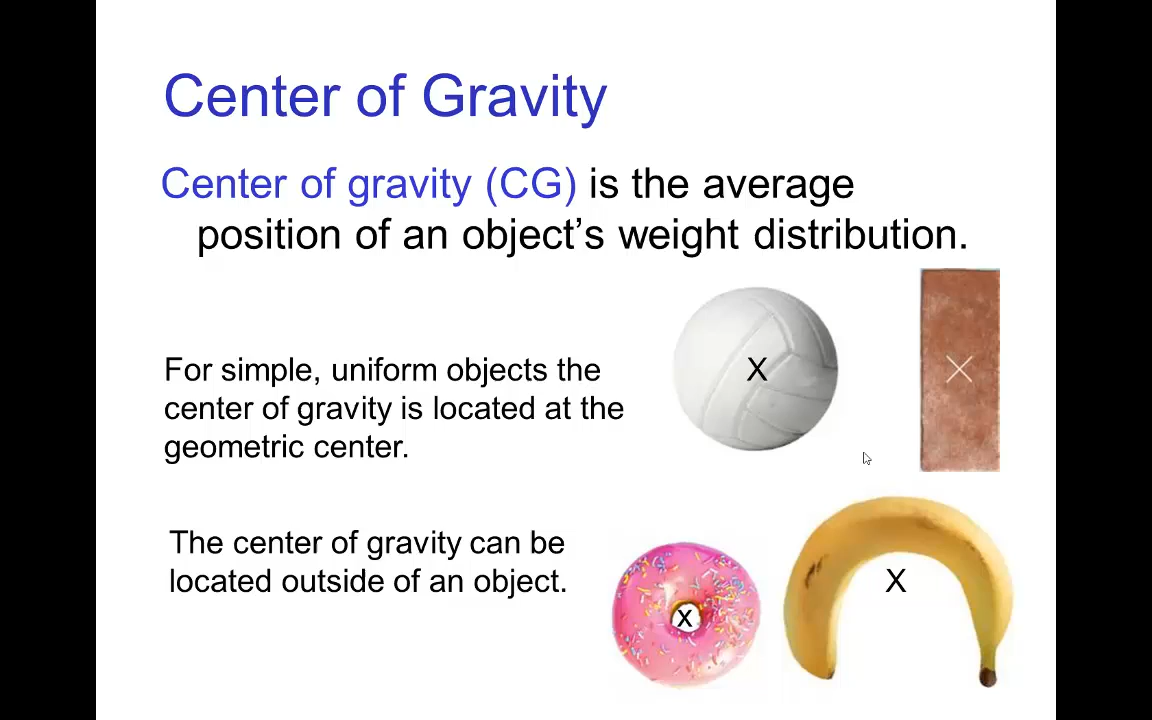 Center of Gravity
Center of gravity (CG) is the average
position of an object’s weight distribution.
For simple, uniform objects the
center of gravity is located at the
geometric center.
X
X
The center of gravity can be
located outside of an object.
x
X